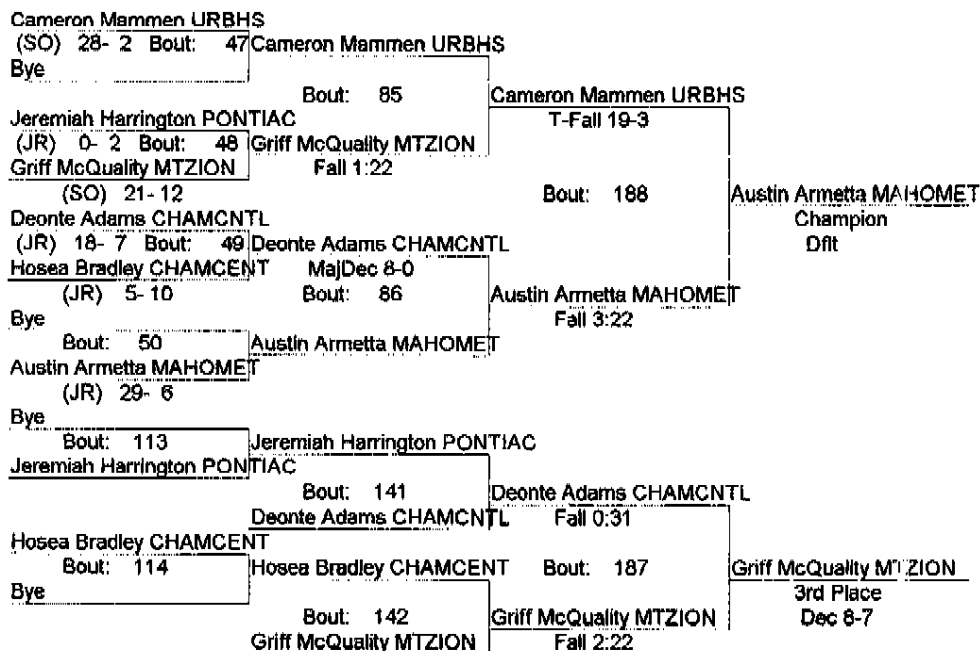 Cameron Mammen URBHS
(SO) 28- 2 Bout: 47 Cameron Mammen URBHS
Bye
Bout: 85 Cameron Mammen URBHS
Jeremiah Harrington PONTIAC T-Fall 19-3
(JR) 0- 2 Bout: 48 Griff McQuality MTZION
Griff McQuality MTZION Fall 1:22
(SO) 21- 12 Bout: 188 Austin Armetta MAHOMET
Deonte Adams CHAMCNTL Champion
(JR) 18- 7 Bout: 49 Deonte Adams CHAMCNTL Dflt
Hosea Bradley CHAMCENT MajDec 8-0
(JR) 5- 10 Bout: 86 Austin Armetta MAHOMET
Bye Fall 3:22
Bout: 50 Austin Armetta MAHOMET
Austin Armetta MAHOMET
(JR) 29- 6
Bye
Bout: 113 Jeremiah Harrington PONTIAC
Jeremiah Harrington PONTIAC
Bout: 141 Deonte Adams CHAMCNTL
Deonte Adams CHAMCNTL Fall 0:31
Hosea Bradley CHAMCENT
Bout: 114 Hosea Bradley CHAMCENT Bout: 187 Griff McQuality MTZION
Bye 3rd Place
Bout: 142 Griff McQuality MTZION Dec 8-7
Griff McQuality MTZION Fall 2:22